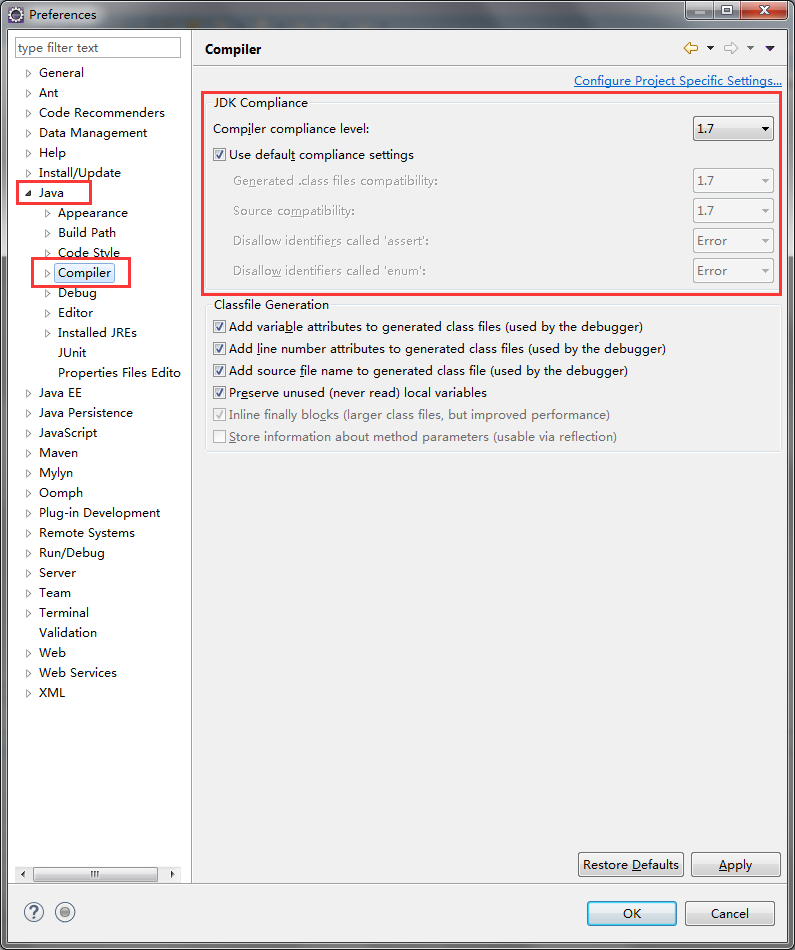 Preferences
type filter text
General
Ant
Code Recommenders
Data Management
Help
Install/Update
Java
Appearance
Build Path
Code Style
Compiler
Debug
Editor
Installed JREs
JUnit
Properties Files Edito
Java EE
Java Persistence
JavaScript
Maven
Mylyn
Oomph
Plug-in Development
Remote Systems
Run/Debug
Server
Team
Terminal
Validation
Web
Web Services
XML
Compiler
Configure Project Specific Settings...
JDK Compliance
Compiler compliance level: 1.7
Use default compliance settings
Generated .class files compatibility: 1.7
Source compatibility: 1.7
Disallow identifiers called 'assert': Error
Disallow identifiers called 'enum': Error
Classfile Generation
Add variable attributes to generated class files (used by the debugger)
Add line number attributes to generated class files (used by the debugger)
Add source file name to generated class file (used by the debugger)
Preserve unused (never read) local variables
Inline finally blocks (larger class files, but improved performance)
Store information about method parameters (usable via reflection)
Restore Defaults Apply
? OK Cancel